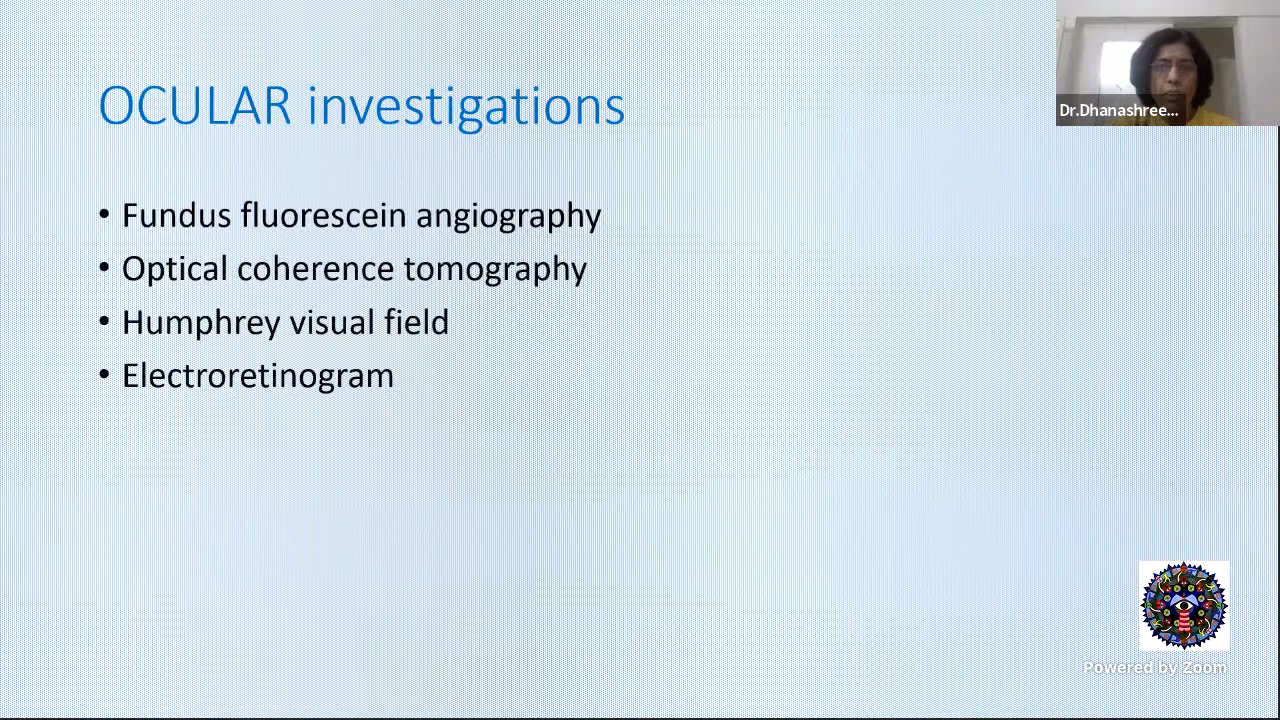 OCULAR investigations
Dr.Dhanashree...
• Fundus fluorescein angiography
• Optical coherence tomography
• Humphrey visual field
• Electroretinogram
Powered by Zoom